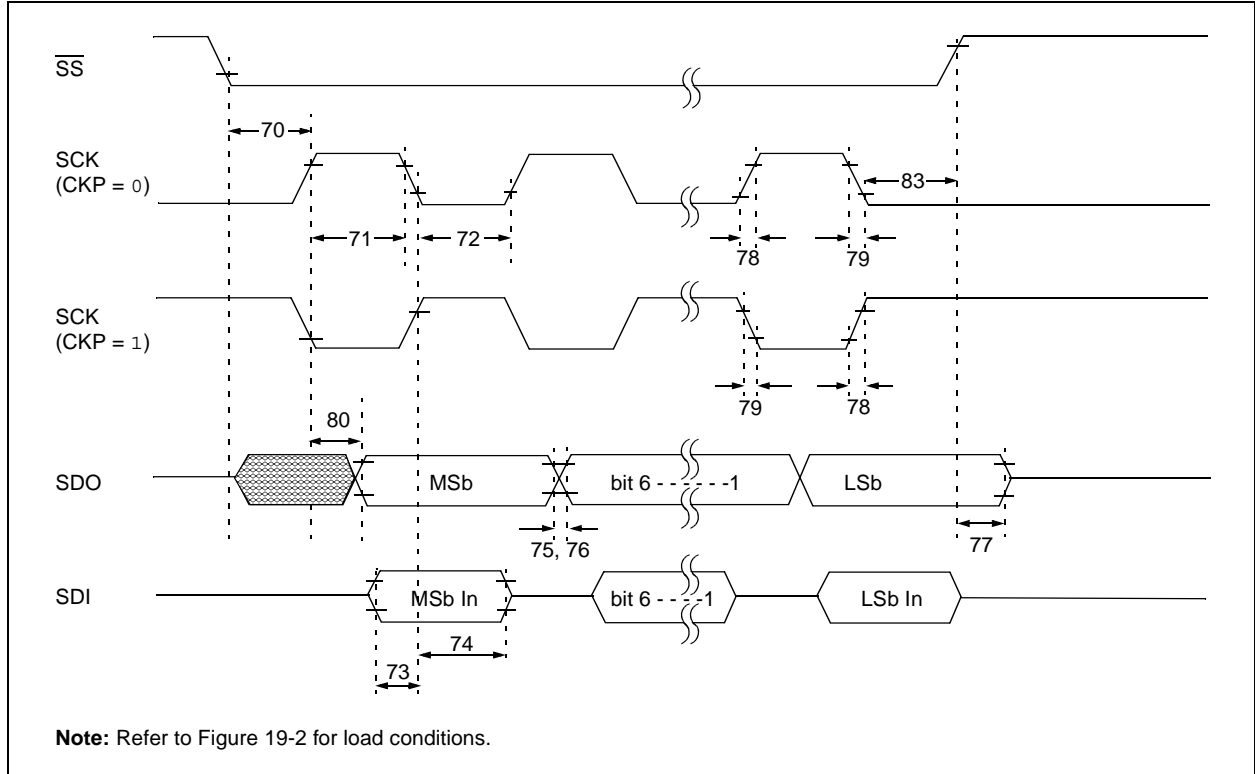 SS
70
SCK
(CKP = 0)
83
71
72
78
79
SCK
(CKP = 1)
79
78
80
SDO
MSb
bit 6 - - - - - - -1
LSb
75, 76
77
SDI
MSb In
bit 6 - - - - -1
LSb In
74
73
Note: Refer to Figure 19-2 for load conditions.